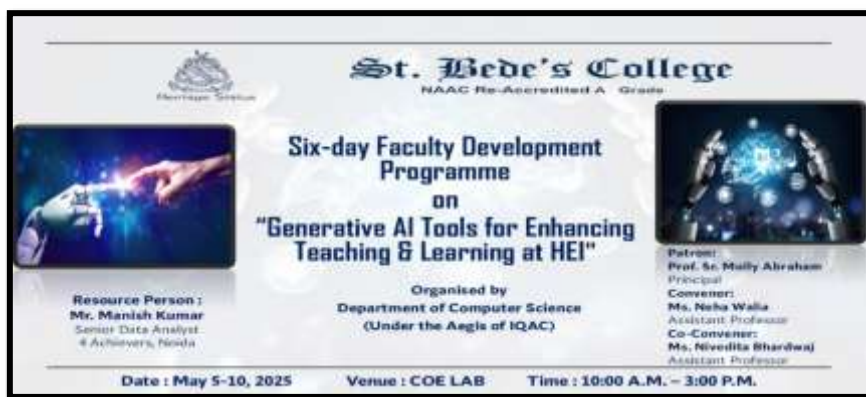 St. Bede's College
NAAC Re-Accredited A Grade
Heritage Status
Six-day Faculty Development
Programme
on
"Generative AI Tools for Enhancing
Teaching & Learning at HEI"
Organised by
Department of Computer Science
(Under the Aegis of IQAC)
Resource Person :
Mr. Manish Kumar
Senior Data Analyst
4 Achievers, Noida
Patron:
Prof. Sr. Molly Abraham
Principal
Convener:
Ms. Neha Walia
Assistant Professor
Co-Convener:
Ms. Nivedita Bhardwaj
Assistant Professor
Date : May 5-10, 2025 Venue : COE LAB Time : 10:00 A.M. – 3:00 P.M.